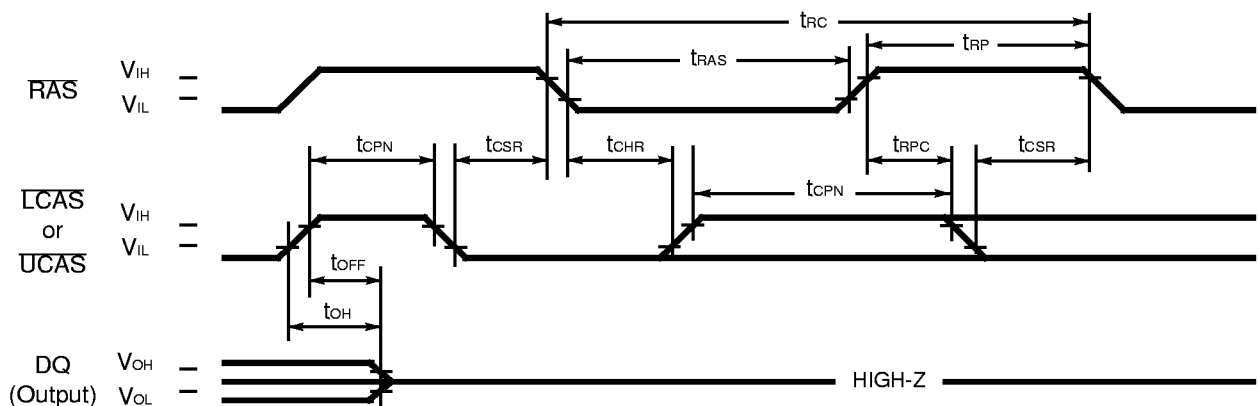 tRC
tRAS
tRP
RAS
VIH
VIL
tCPN
tCSR
tCHR
tRPC
tCSR
tCPN
LCAS
or
UCAS
VIH
VIL
tOFF
tOH
DQ
(Output)
VOH
VOL
HIGH-Z